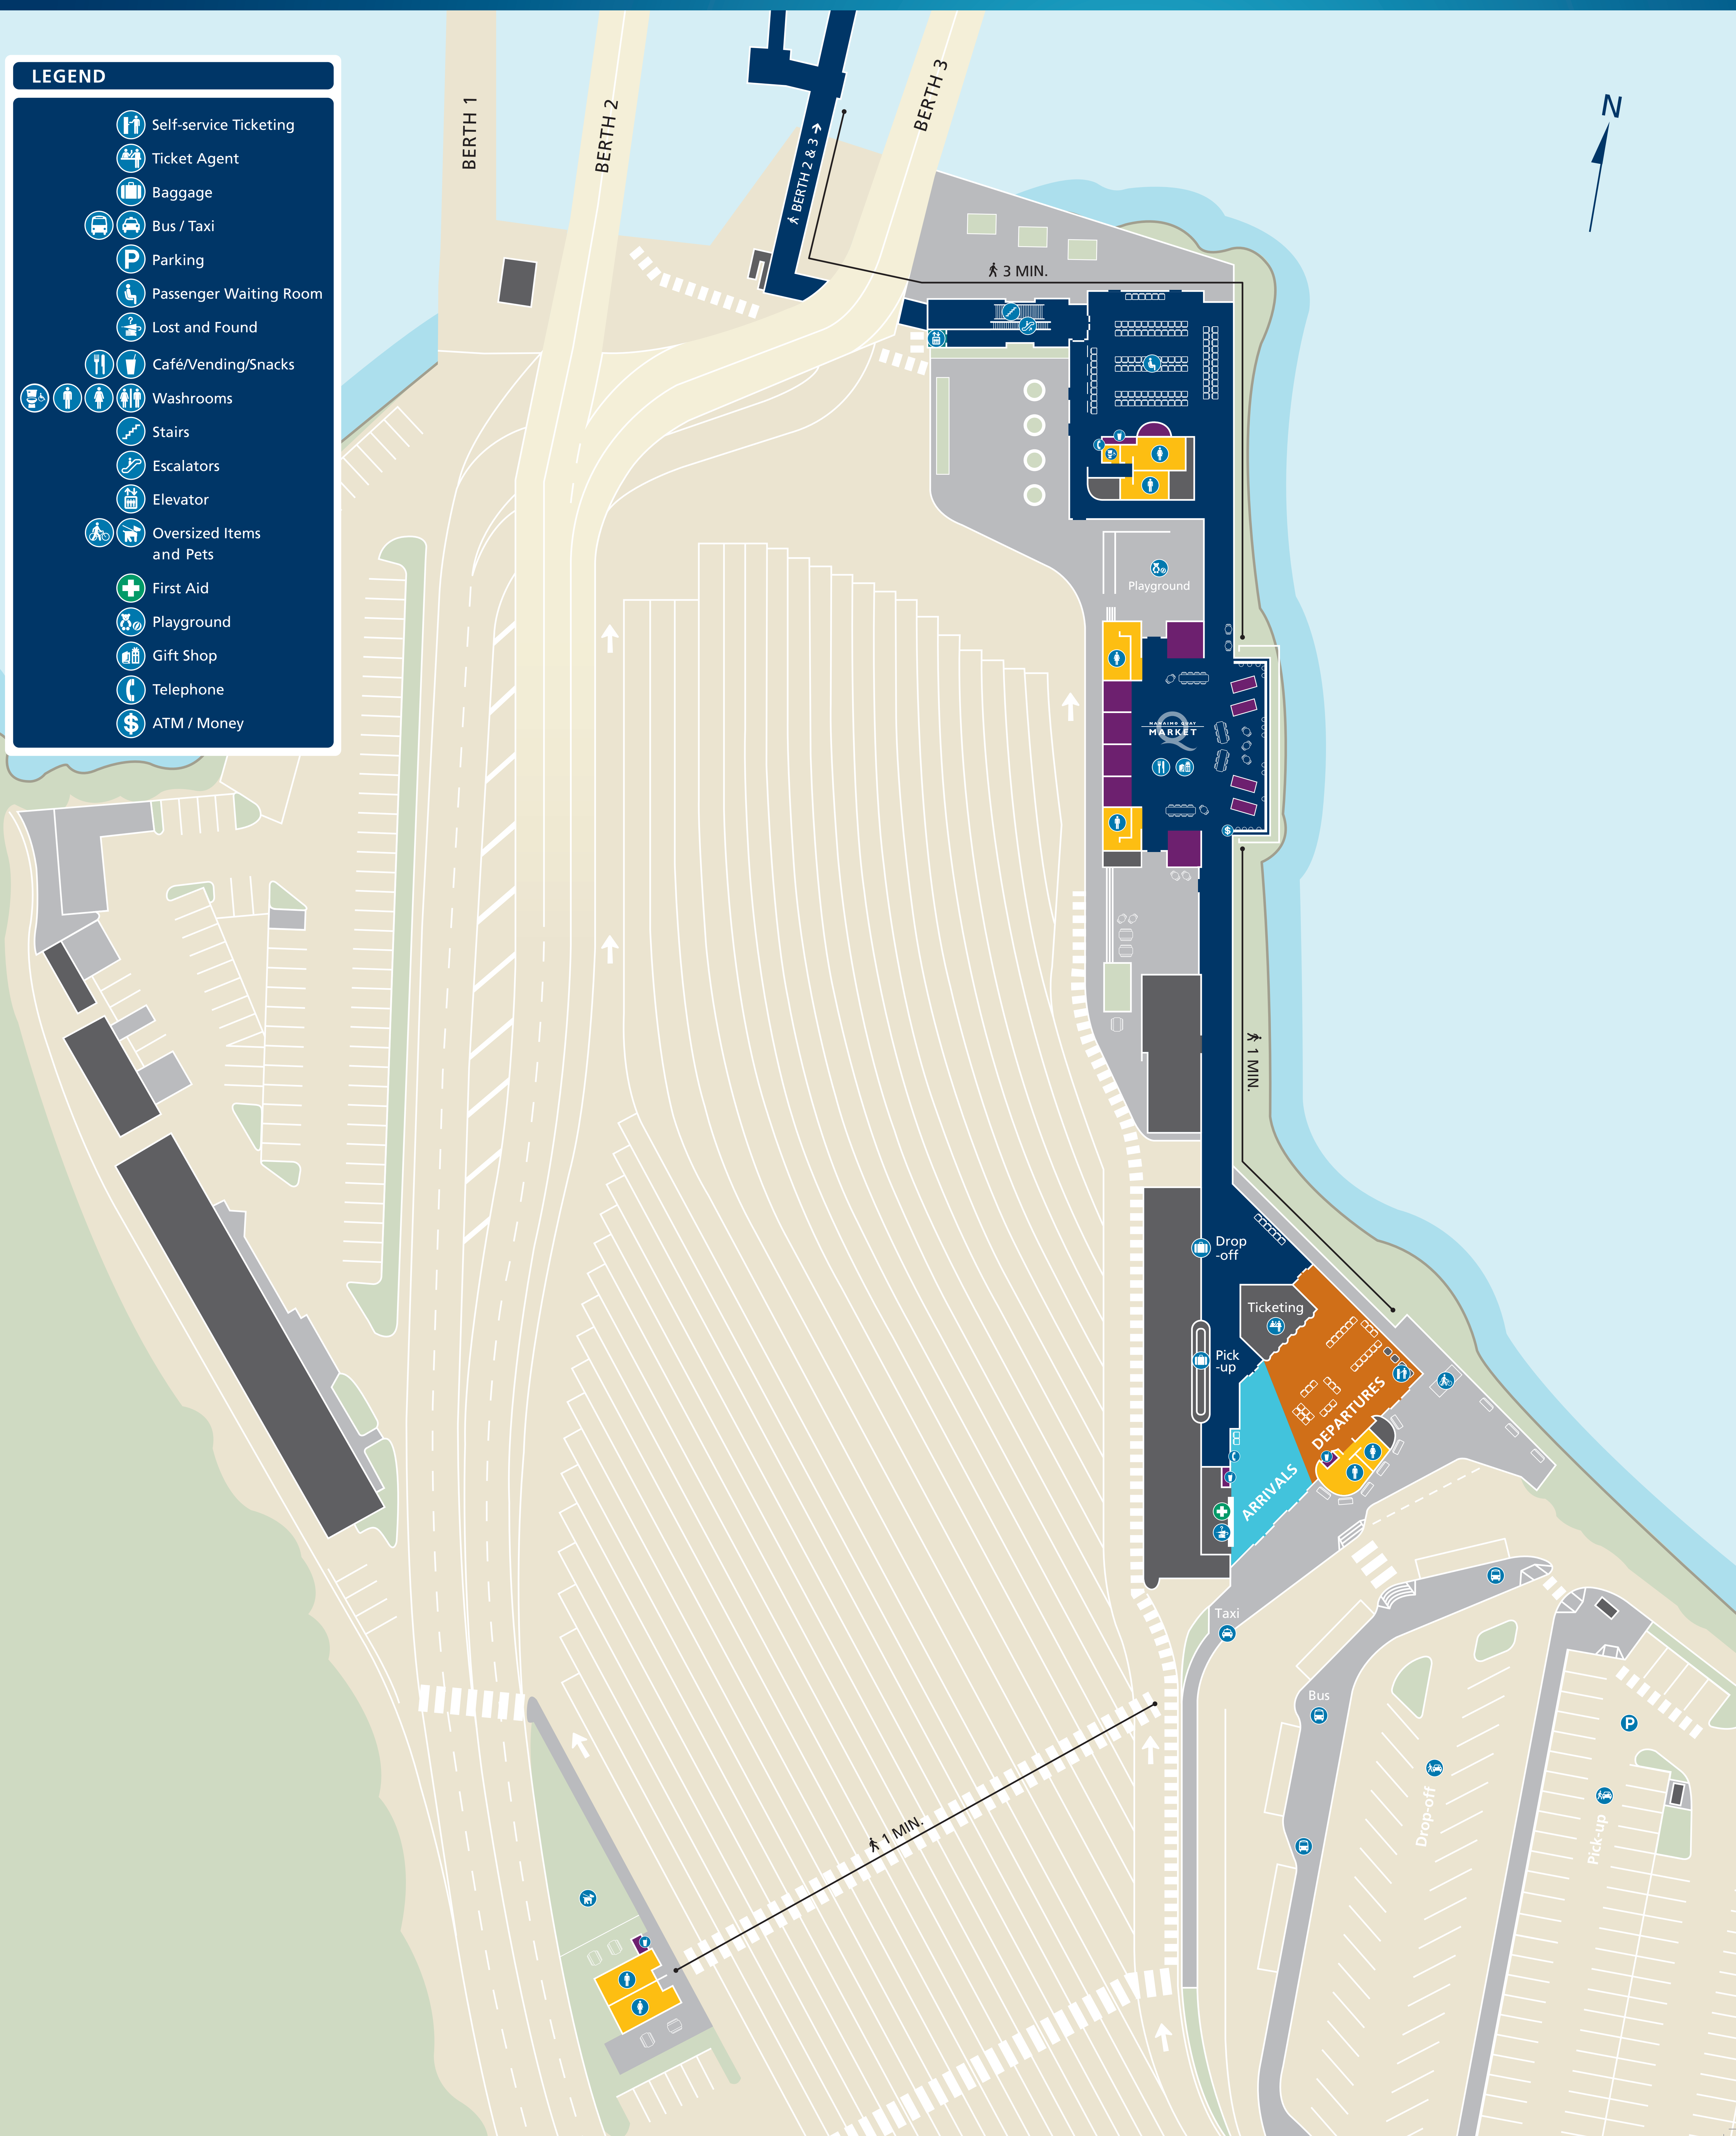 LEGEND
Self-service Ticketing
Ticket Agent
Baggage
Bus / Taxi
P Parking
Passenger Waiting Room
? Lost and Found
Café/Vending/Snacks
Washrooms
Stairs
Escalators
Elevator
Oversized Items
and Pets
First Aid
Playground
Gift Shop
Telephone
$ ATM / Money
BERTH 1
BERTH 2
BERTH 3
BERTH 2 & 3
N
3 MIN.
Playground
NANAIMO QUAY
Q
MARKET
$
1 MIN.
Drop
-off
Ticketing
Pick
-up
DEPARTURES
ARRIVALS
Taxi
Bus
P
Drop-off
Pick-up
1 MIN.